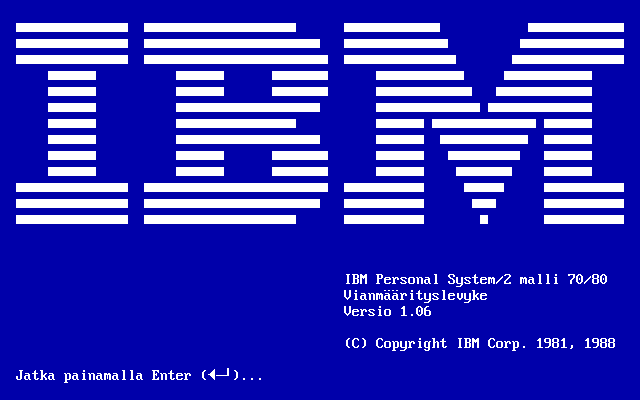 IBM
IBM Personal System/2 malli 70/80
Vianmäärityslevyke
Versio 1.06
(C) Copyright IBM Corp. 1981, 1988
Jatka painamalla Enter (◄─┘)...